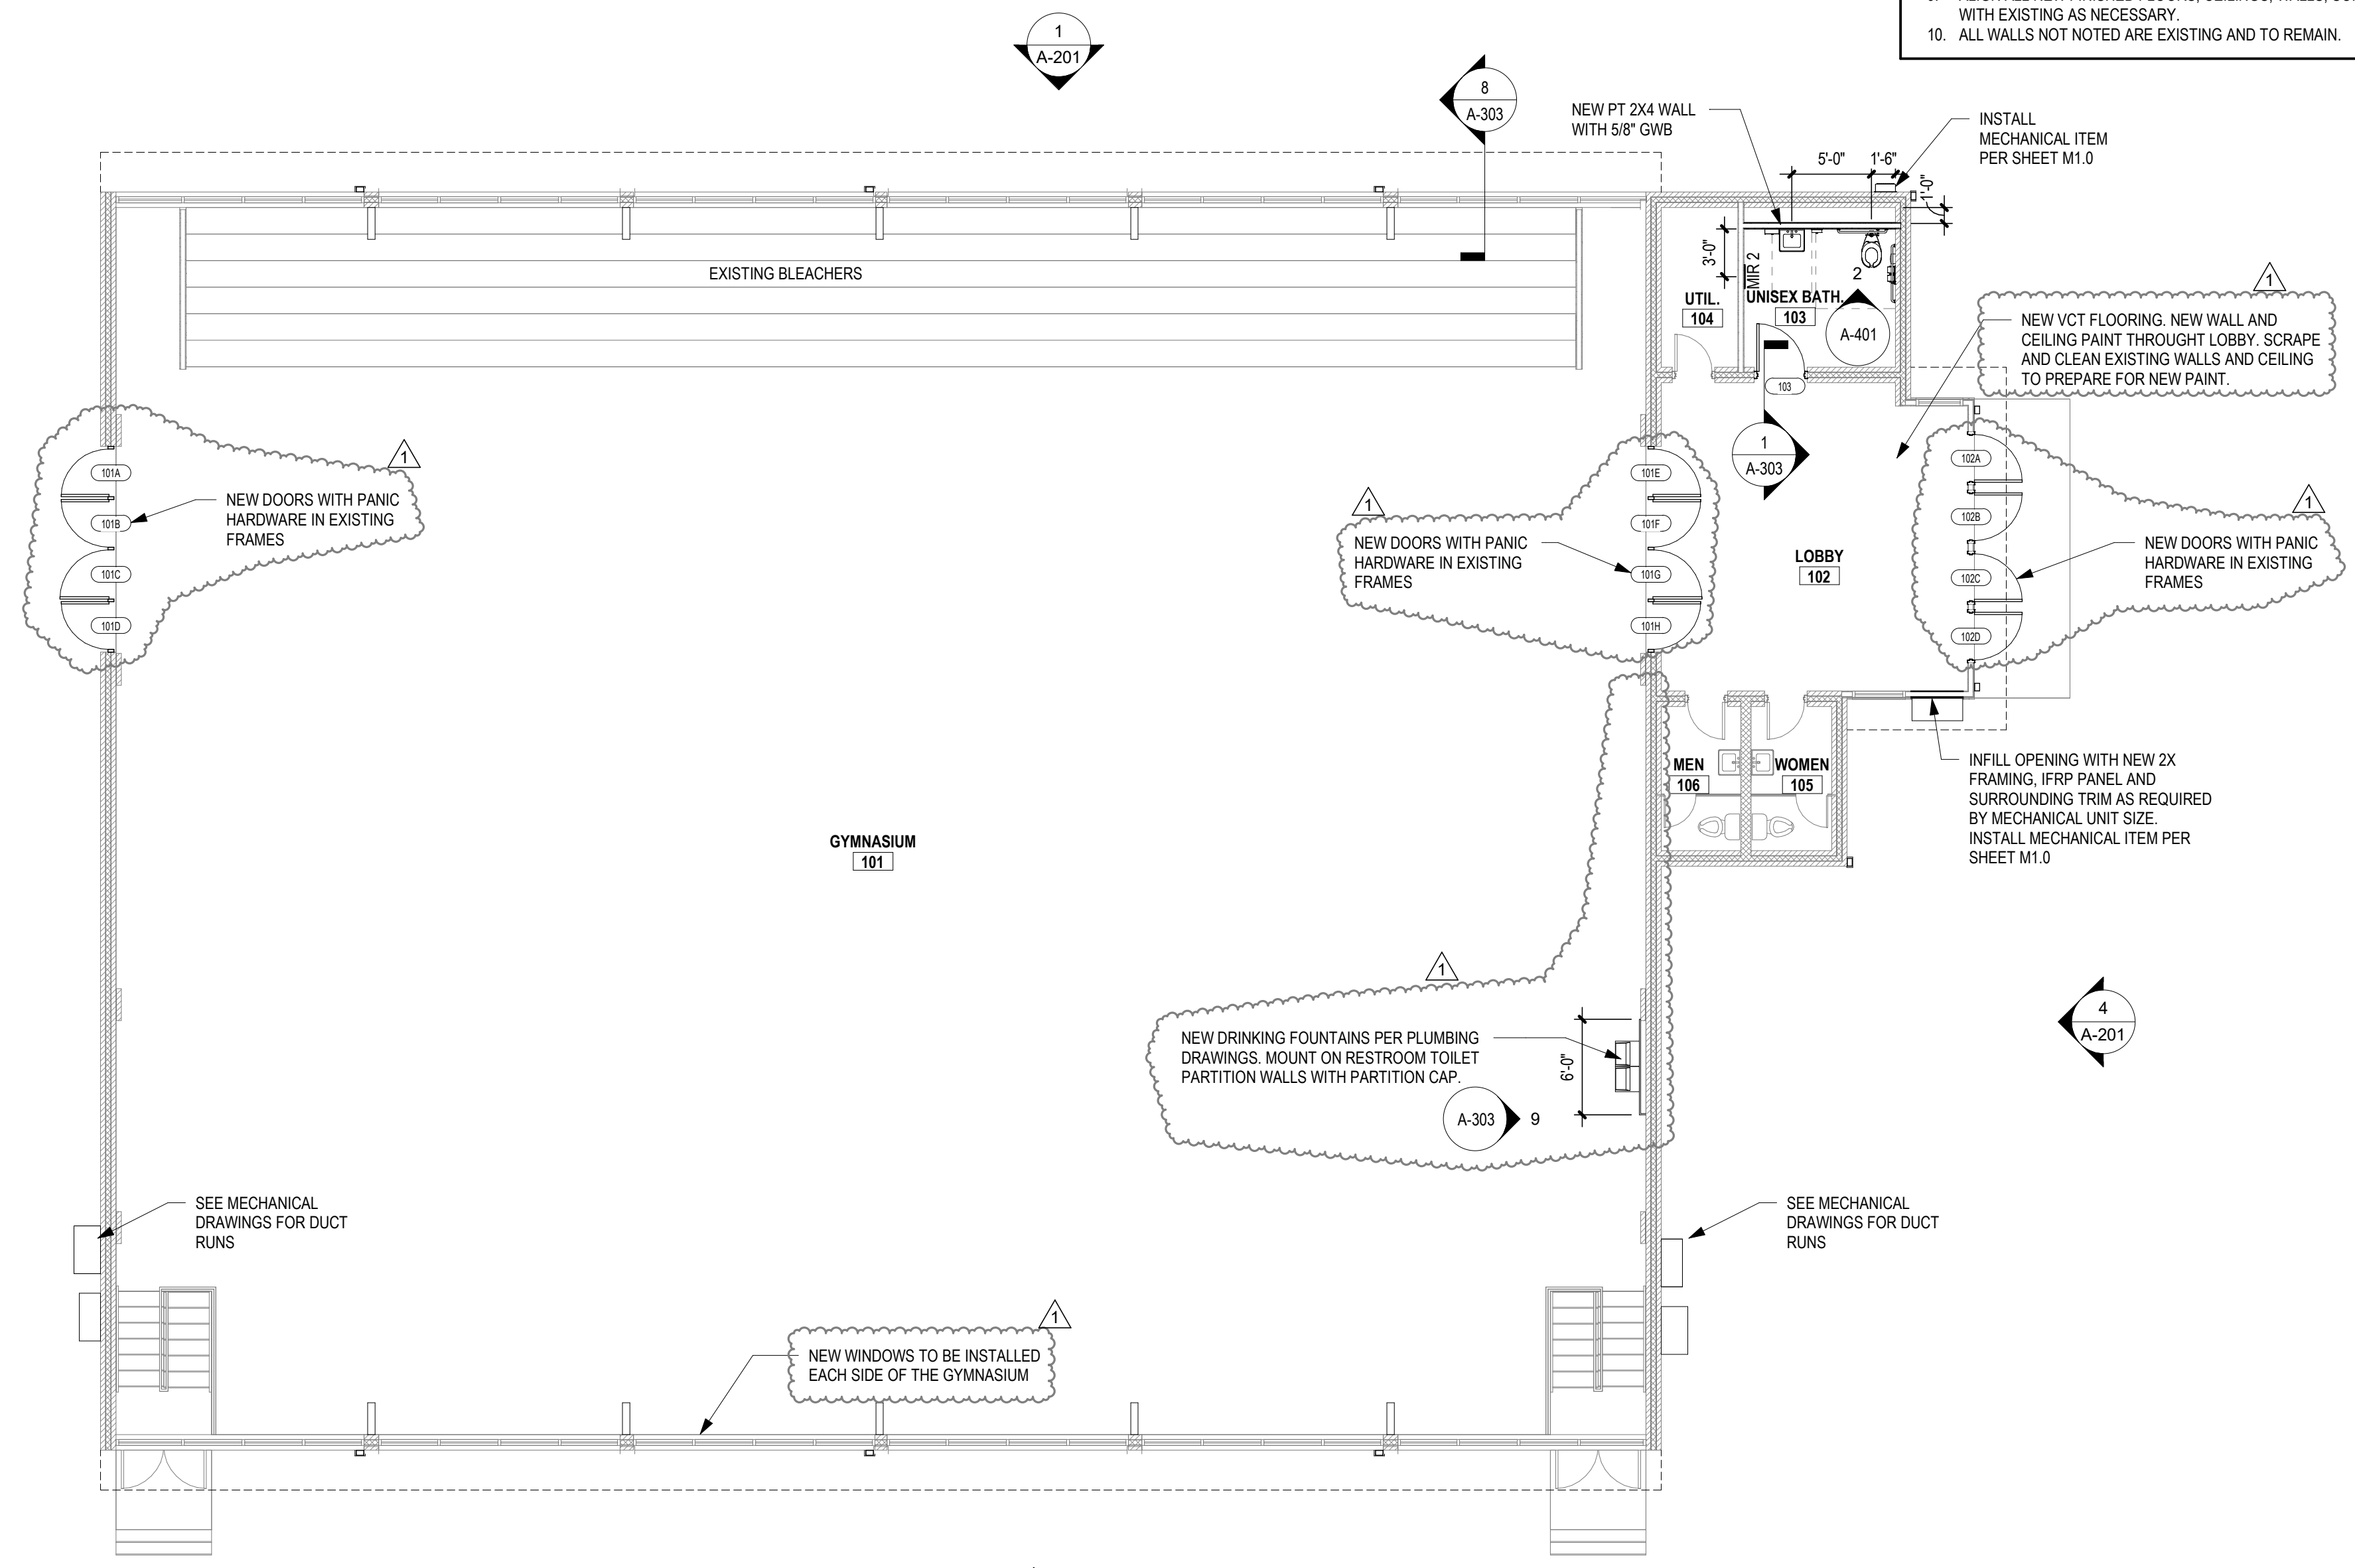 WITH EXISTING AS NECESSARY.
10. ALL WALLS NOT NOTED ARE EXISTING AND TO REMAIN.
1
A-201
8
A-303
NEW PT 2X4 WALL
WITH 5/8" GWB
INSTALL
MECHANICAL ITEM
PER SHEET M1.0
5'-0"
1'-6"
1'-0"
3'-0"
MIR 2
EXISTING BLEACHERS
UTIL.
104
UNISEX BATH.
103
2
A-401
103
1
A-303
1
NEW VCT FLOORING. NEW WALL AND
CEILING PAINT THROUGHT LOBBY. SCRAPE
AND CLEAN EXISTING WALLS AND CEILING
TO PREPARE FOR NEW PAINT.
101A
101B
101C
101D
1
NEW DOORS WITH PANIC
HARDWARE IN EXISTING
FRAMES
1
NEW DOORS WITH PANIC
HARDWARE IN EXISTING
FRAMES
101E
101F
101G
101H
LOBBY
102
102A
102B
102C
102D
1
NEW DOORS WITH PANIC
HARDWARE IN EXISTING
FRAMES
MEN
106
WOMEN
105
INFILL OPENING WITH NEW 2X
FRAMING, IFRP PANEL AND
SURROUNDING TRIM AS REQUIRED
BY MECHANICAL UNIT SIZE.
INSTALL MECHANICAL ITEM PER
SHEET M1.0
GYMNASIUM
101
1
NEW DRINKING FOUNTAINS PER PLUMBING
DRAWINGS. MOUNT ON RESTROOM TOILET
PARTITION WALLS WITH PARTITION CAP.
6'-0"
A-303
9
4
A-201
SEE MECHANICAL
DRAWINGS FOR DUCT
RUNS
SEE MECHANICAL
DRAWINGS FOR DUCT
RUNS
1
NEW WINDOWS TO BE INSTALLED
EACH SIDE OF THE GYMNASIUM